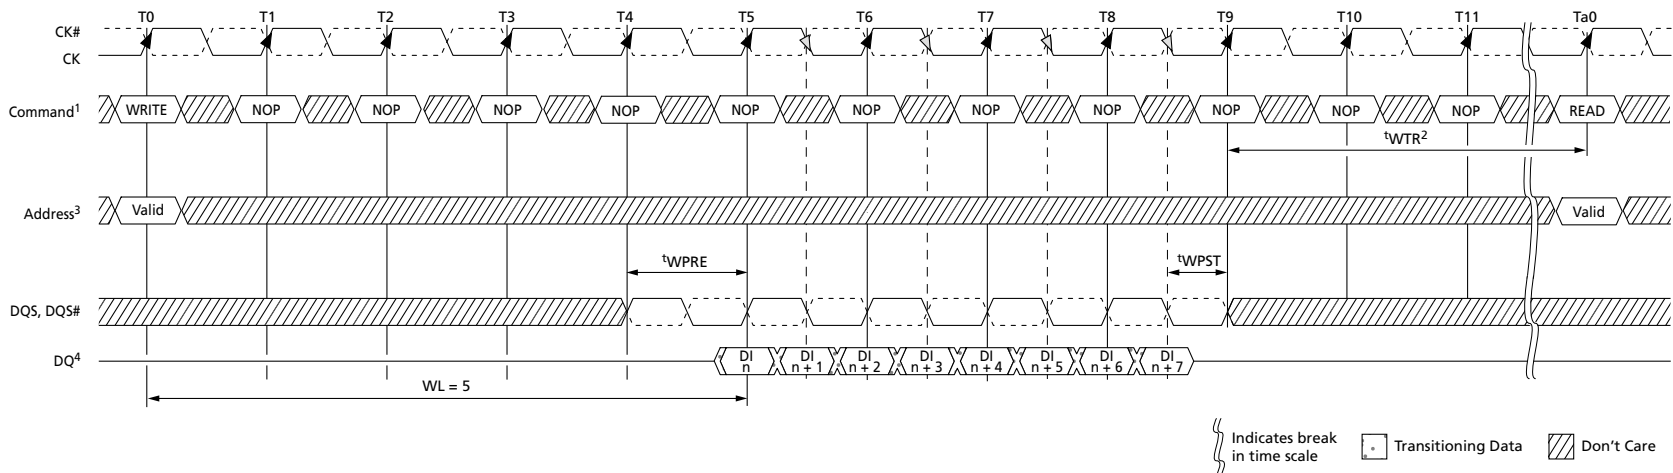 T0 T1 T2 T3 T4 T5 T6 T7 T8 T9 T10 T11 Ta0
CK#
CK
Command1 WRITE NOP NOP NOP NOP NOP NOP NOP NOP NOP NOP NOP READ
tWTR2
Address3 Valid Valid
tWPRE tWPST
DQS, DQS#
DQ4 DI n DI n + 1 DI n + 2 DI n + 3 DI n + 4 DI n + 5 DI n + 6 DI n + 7
WL = 5
Indicates break
in time scale
Transitioning Data
Don't Care